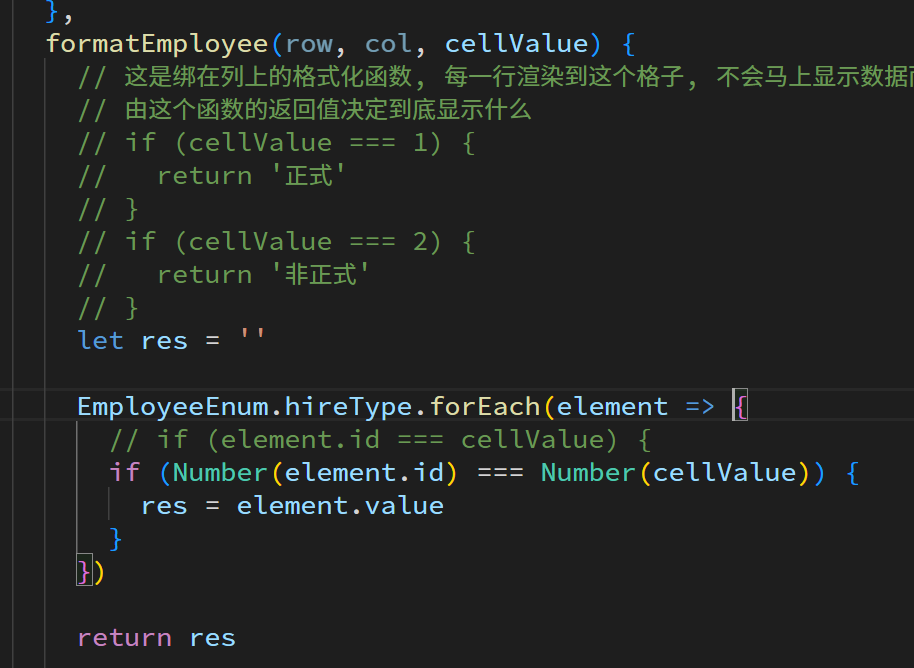 },
formatEmployee(row, col, cellValue) {
// 这是绑在列上的格式化函数, 每一行渲染到这个格子, 不会马上显示数据
// 由这个函数的返回值决定到底显示什么
// if (cellValue === 1) {
//   return '正式'
// }
// if (cellValue === 2) {
//   return '非正式'
// }
let res = ''
EmployeeEnum.hireType.forEach(element => {
// if (element.id === cellValue) {
if (Number(element.id) === Number(cellValue)) {
res = element.value
}
})
return res